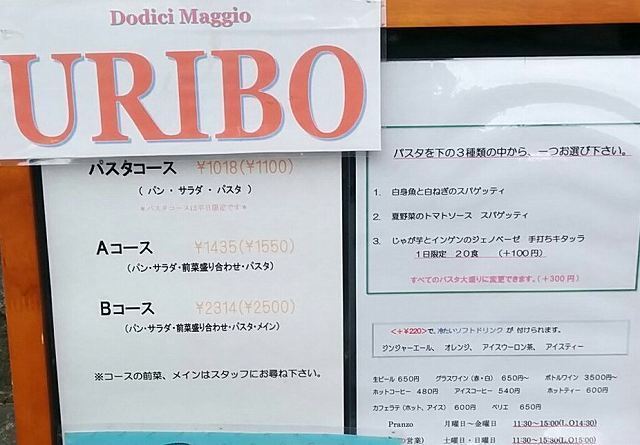 Dodici Maggio
URIBO
パスタコース ¥1018(¥1100)
( パン・サラダ・パスタ )
※パスタコースは平日限定です※
Aコース ¥1435(¥1550)
(パン・サラダ・前菜盛り合わせ・パスタ)
Bコース ¥2314(¥2500)
(パン・サラダ・前菜盛り合わせ・パスタ・メイン)
※コースの前菜、メインはスタッフにお尋ね下さい。
パスタを下の3種類の中から、一つお選び下さい。
1. 白身魚と白ねぎのスパゲッティ
2. 夏野菜のトマトソース スパゲッティ
3. じゃが芋とインゲンのジェノベーゼ 手打ちキタッラ
1日限定 20食 (+100円)
すべてのパスタ大盛りに変更できます。(+300円)
<+¥220>で、冷たいソフトドリンク が 付けられます。
ジンジャーエール、 オレンジ、 アイスウーロン茶、 アイスティー
生ビール 650円 グラスワイン(赤・白) 650円~ ボトルワイン 3500円~
ホットコーヒー 480円 アイスコーヒー 540円 ホットティー 600円
カフェラテ(ホット、アイス) 600円 ペリエ 650円
Pranzo 月曜日~金曜日 11:30~15:00(L.O14:30)
の営業) 土曜日・日曜日 11:30~15:30(L.O15:00)